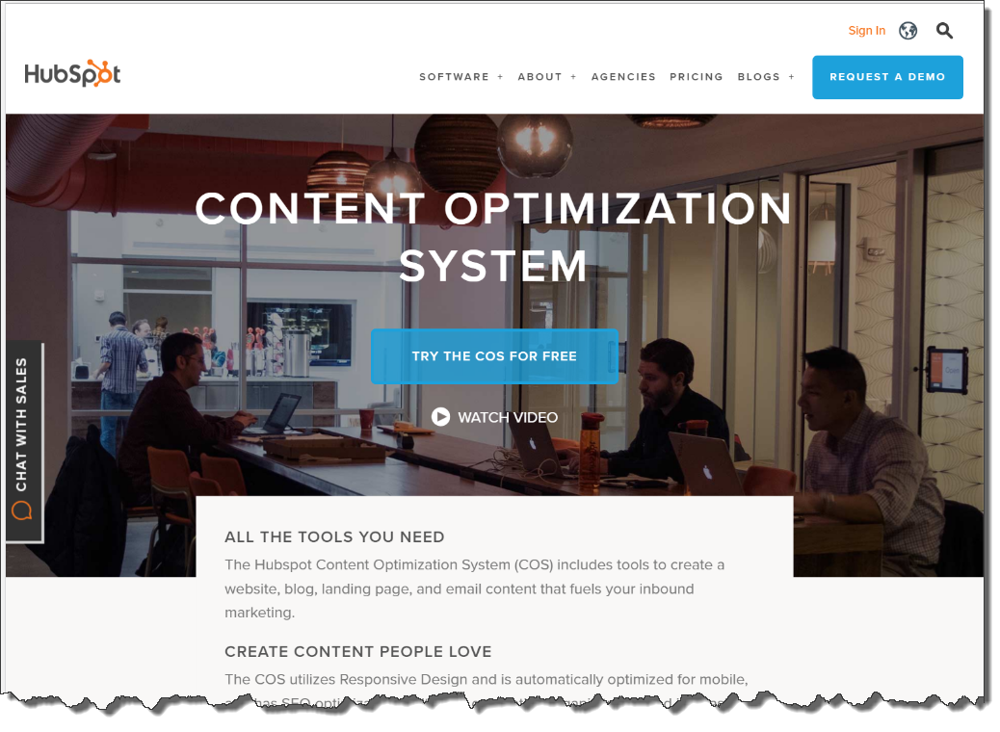 Sign In
HubSpot
SOFTWARE + ABOUT + AGENCIES PRICING BLOGS + REQUEST A DEMO
CONTENT OPTIMIZATION
SYSTEM
TRY THE COS FOR FREE
WATCH VIDEO
CHAT WITH SALES
ALL THE TOOLS YOU NEED
The Hubspot Content Optimization System (COS) includes tools to create a
website, blog, landing page, and email content that fuels your inbound
marketing.
CREATE CONTENT PEOPLE LOVE
The COS utilizes Responsive Design and is automatically optimized for mobile,
has SEO